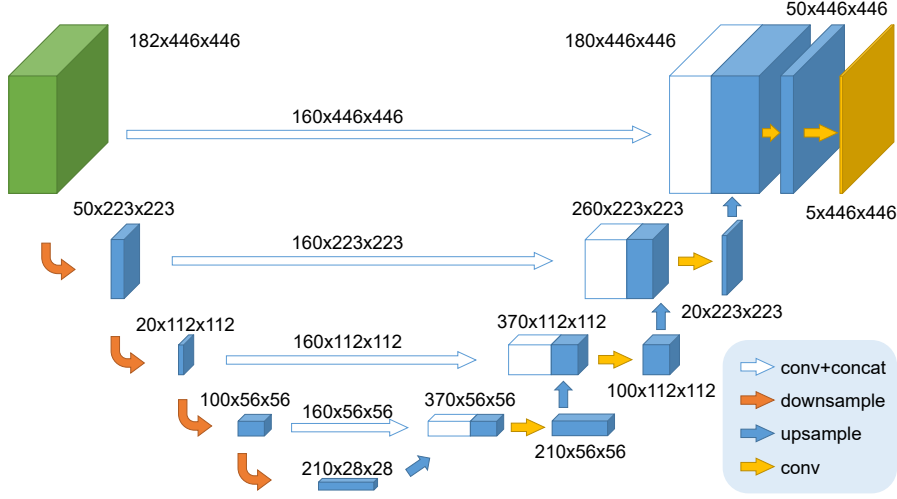 50x446x446
182x446x446
180x446x446
160x446x446
50x223x223
260x223x223
5x446x446
160x223x223
20x223x223
20x112x112
370x112x112
160x112x112
100x112x112
100x56x56
370x56x56
160x56x56
210x56x56
210x28x28
conv+concat
downsample
upsample
conv